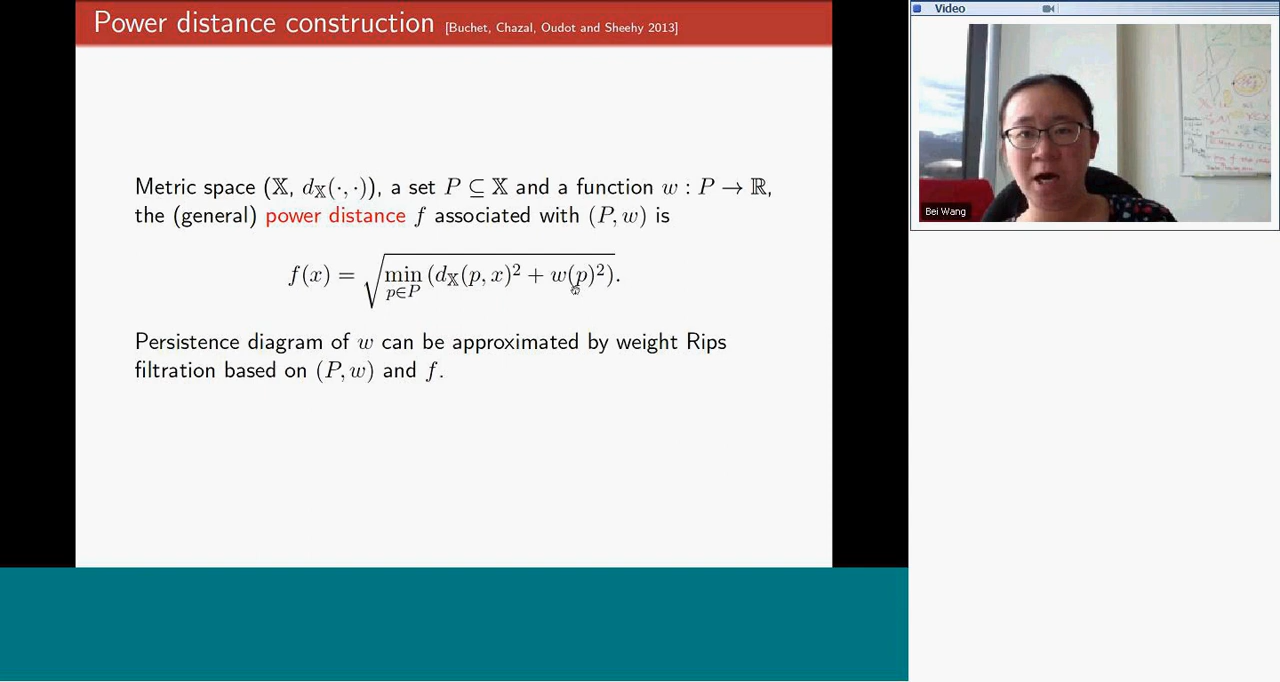 Power distance construction [Buchet, Chazal, Oudot and Sheehy 2013]
Metric space (𝕏, d_𝕏(·,·)), a set P ⊆ 𝕏 and a function w : P → ℝ,
the (general) power distance f associated with (P, w) is
f(x) = √(min_{p∈P} (d_𝕏(p, x)² + w(p)²)).
Persistence diagram of w can be approximated by weight Rips
filtration based on (P, w) and f.
Video
Bei Wang